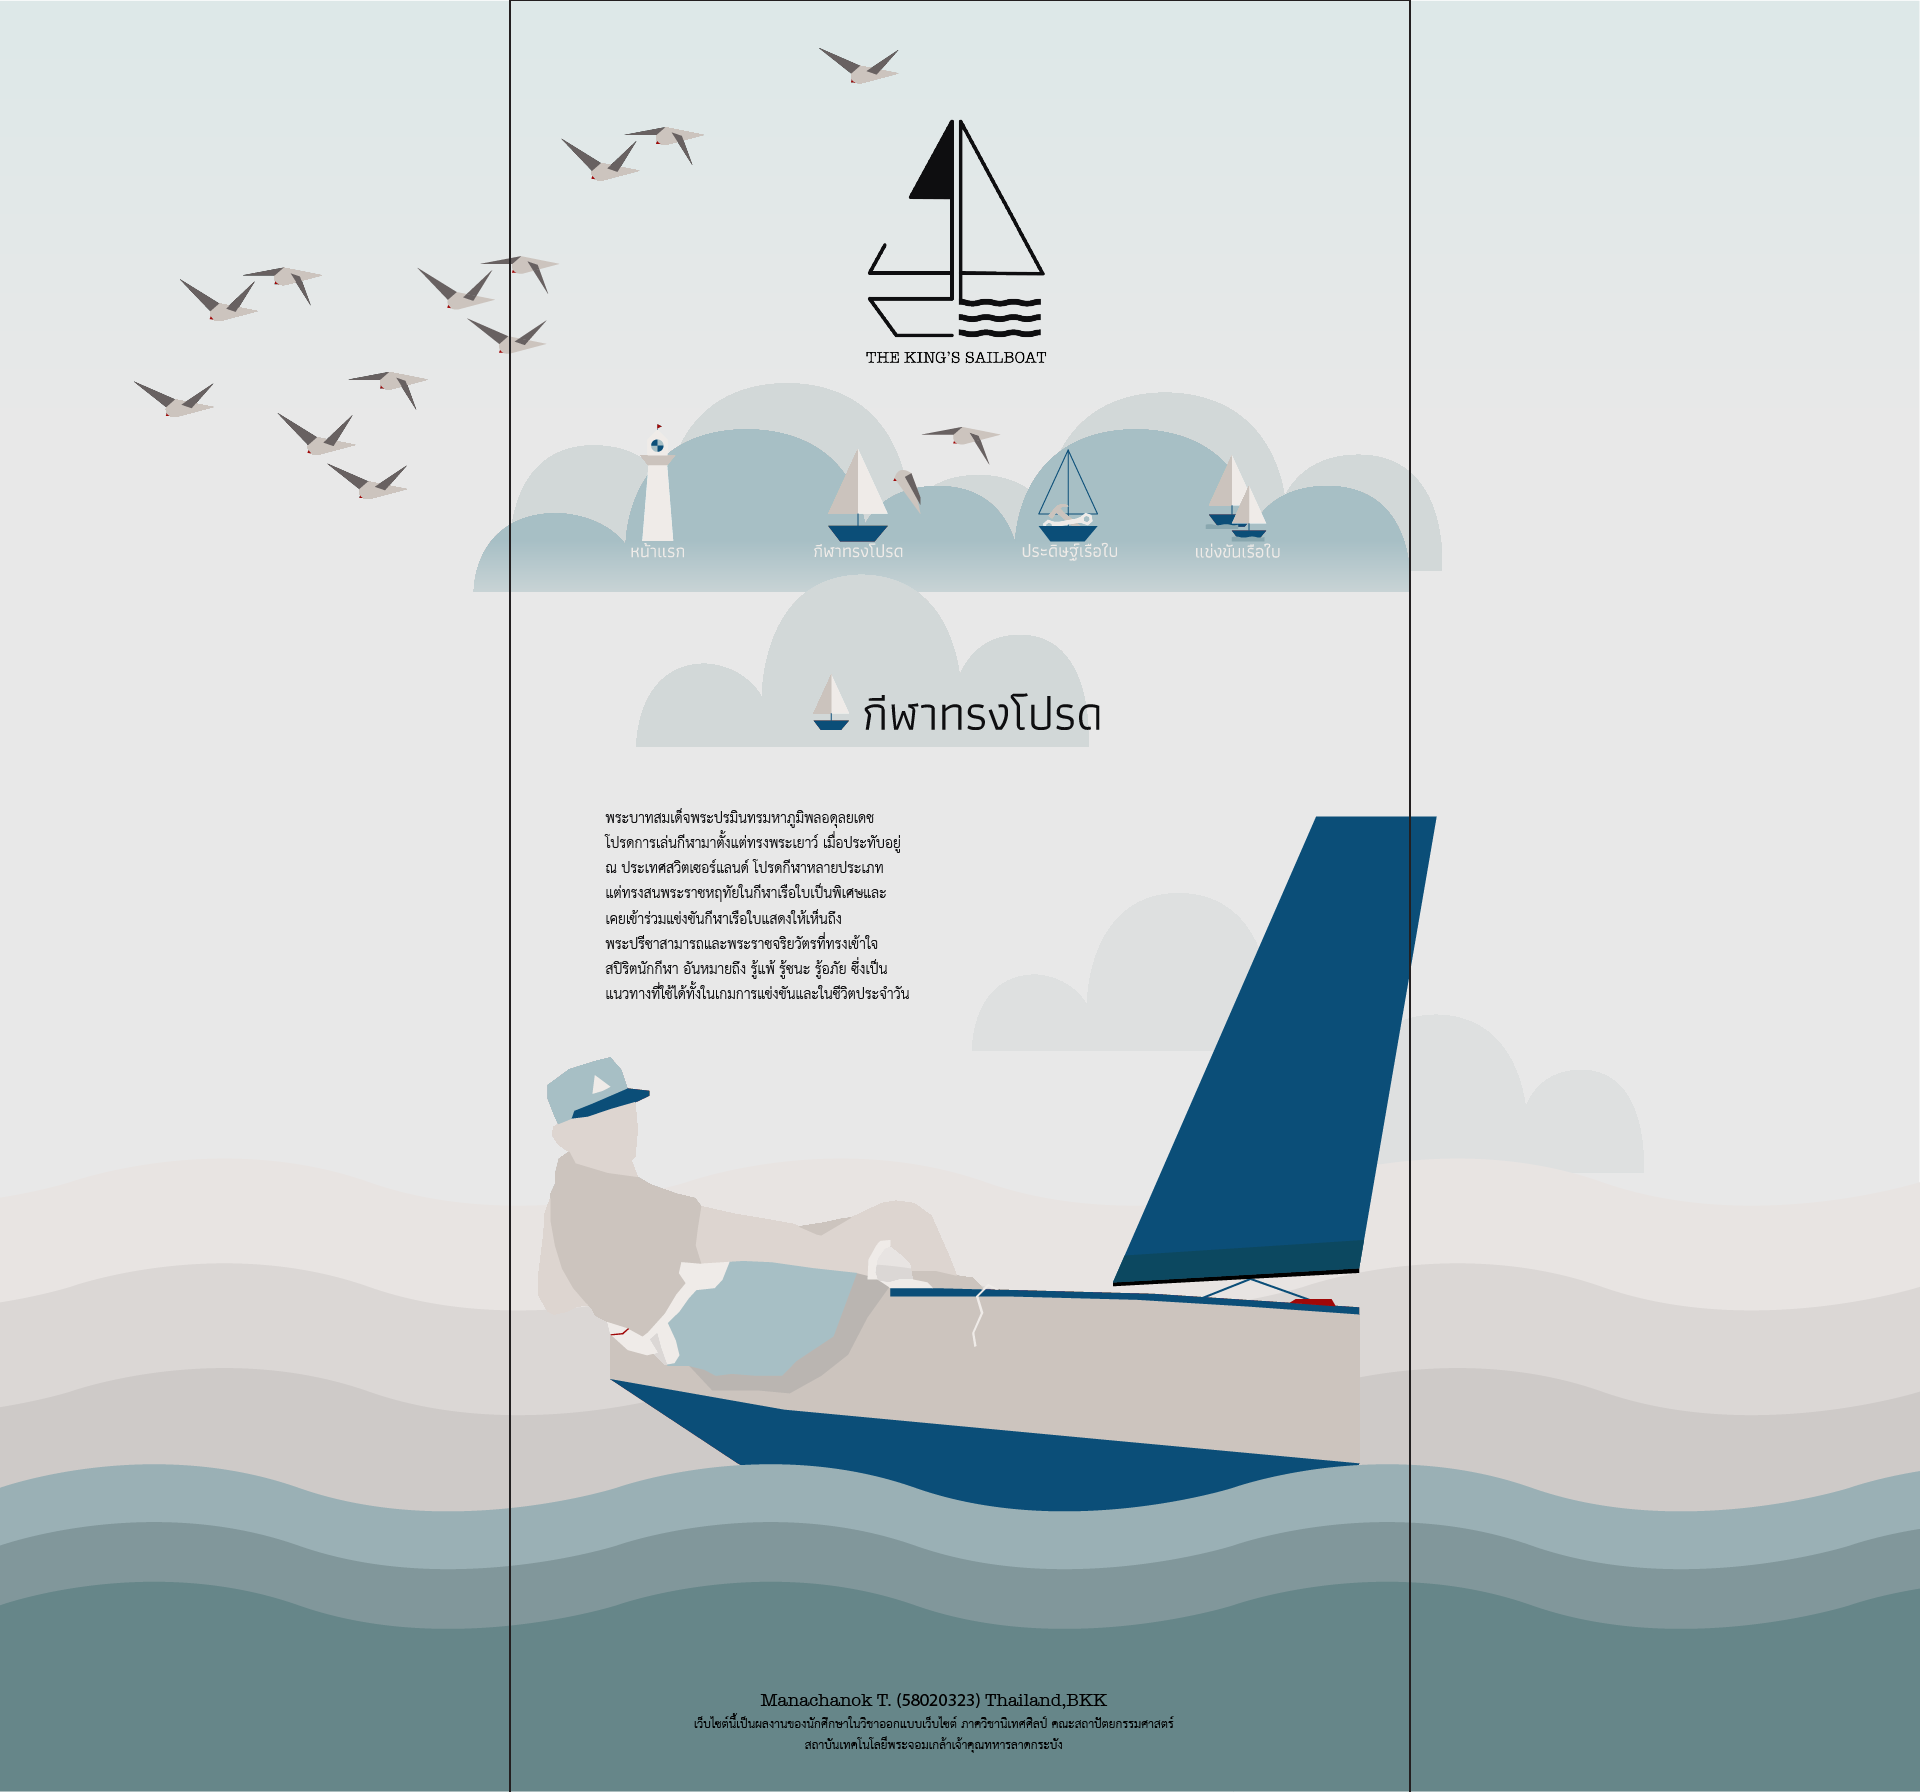 THE KING'S SAILBOAT
หน้าแรก
กีฬาทรงโปรด
ประดิษฐ์เรือใบ
แข่งขันเรือใบ
กีฬาทรงโปรด
พระบาทสมเด็จพระปรมินทรมหาภูมิพลอดุลยเดช
โปรดการเล่นกีฬามาตั้งแต่ทรงพระเยาว์ เมื่อประทับอยู่
ณ ประเทศสวิตเซอร์แลนด์ โปรดกีฬาหลายประเภท
แต่ทรงสนพระราชหฤทัยในกีฬาเรือใบเป็นพิเศษและ
เคยเข้าร่วมแข่งขันกีฬาเรือใบแสดงให้เห็นถึง
พระปรีชาสามารถและพระราชจริยวัตรที่ทรงเข้าใจ
สปิริตนักกีฬา อันหมายถึง รู้แพ้ รู้ชนะ รู้อภัย ซึ่งเป็น
แนวทางที่ใช้ได้ทั้งในเกมการแข่งขันและในชีวิตประจำวัน
Manachanok T. (58020323) Thailand,BKK
เว็บไซต์นี้เป็นผลงานของนักศึกษาในวิชาออกแบบเว็บไซต์ ภาควิชานิเทศศิลป์ คณะสถาปัตยกรรมศาสตร์
สถาบันเทคโนโลยีพระจอมเกล้าเจ้าคุณทหารลาดกระบัง